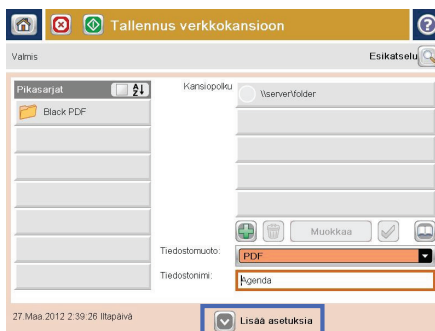 Tallennus verkkokansioon
Valmis
Esikatselu
Pikasarjat
Kansiopolku
\\server\folder
Black PDF
Muokkaa
Tiedostomuoto:
PDF
Tiedostonimi:
Agenda
27.Maa.2012 2:39:26 Iltapäivä
Lisää asetuksia